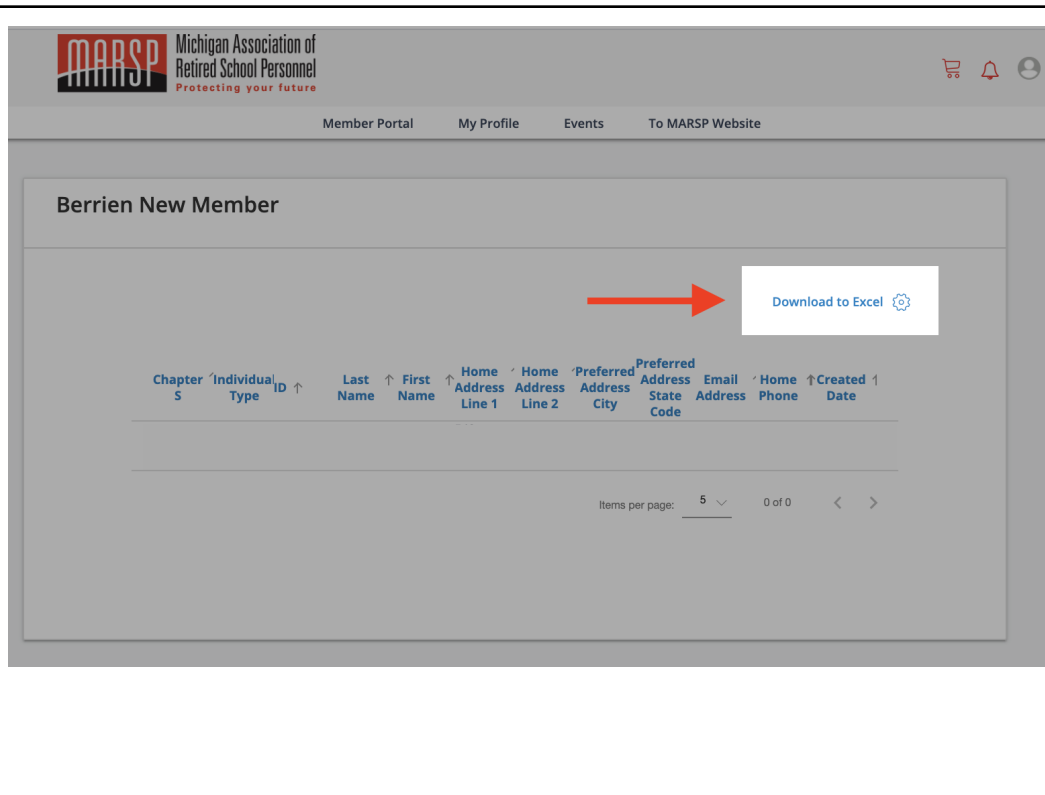 MARSP
Michigan Association of
Retired School Personnel
Protecting your future
Member Portal My Profile Events To MARSP Website
Berrien New Member
Download to Excel
Chapter
S
Individual
Type
ID
Last
Name
First
Name
Home
Address
Line 1
Home
Address
Line 2
Preferred
Address
City
Preferred
Address
State
Code
Email
Address
Home
Phone
Created
Date
Items per page: 5 0 of 0